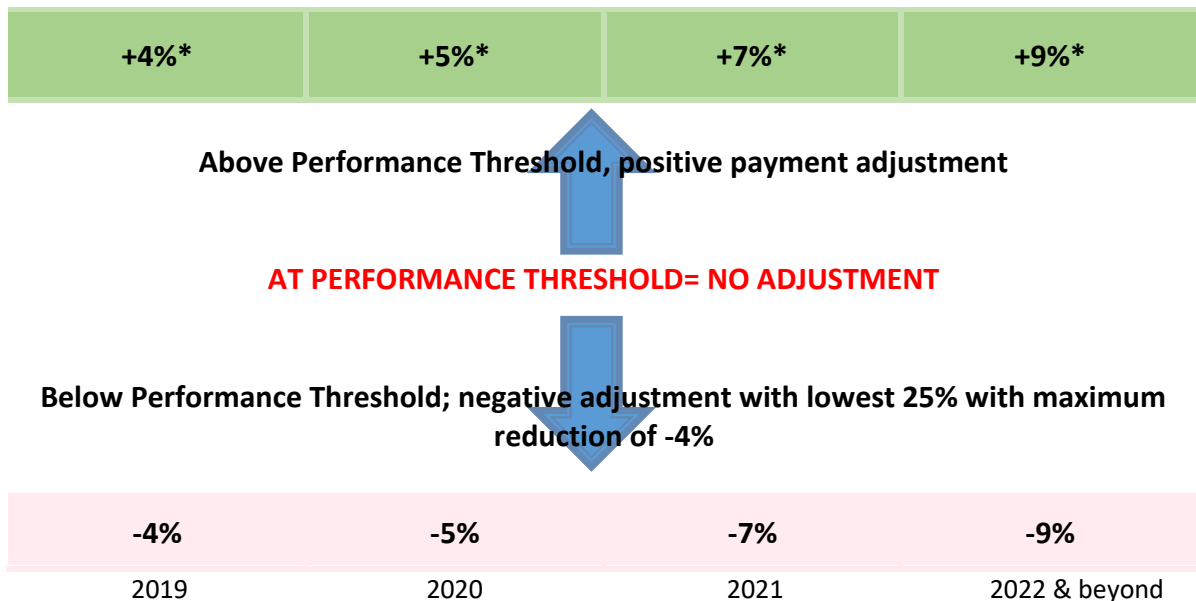 +4%* +5%* +7%* +9%*
Above Performance Threshold, positive payment adjustment
AT PERFORMANCE THRESHOLD= NO ADJUSTMENT
Below Performance Threshold; negative adjustment with lowest 25% with maximum
reduction of -4%
-4% -5% -7% -9%
2019 2020 2021 2022 & beyond